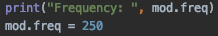 print("Frequency: ", mod.freq)
mod.freq = 250